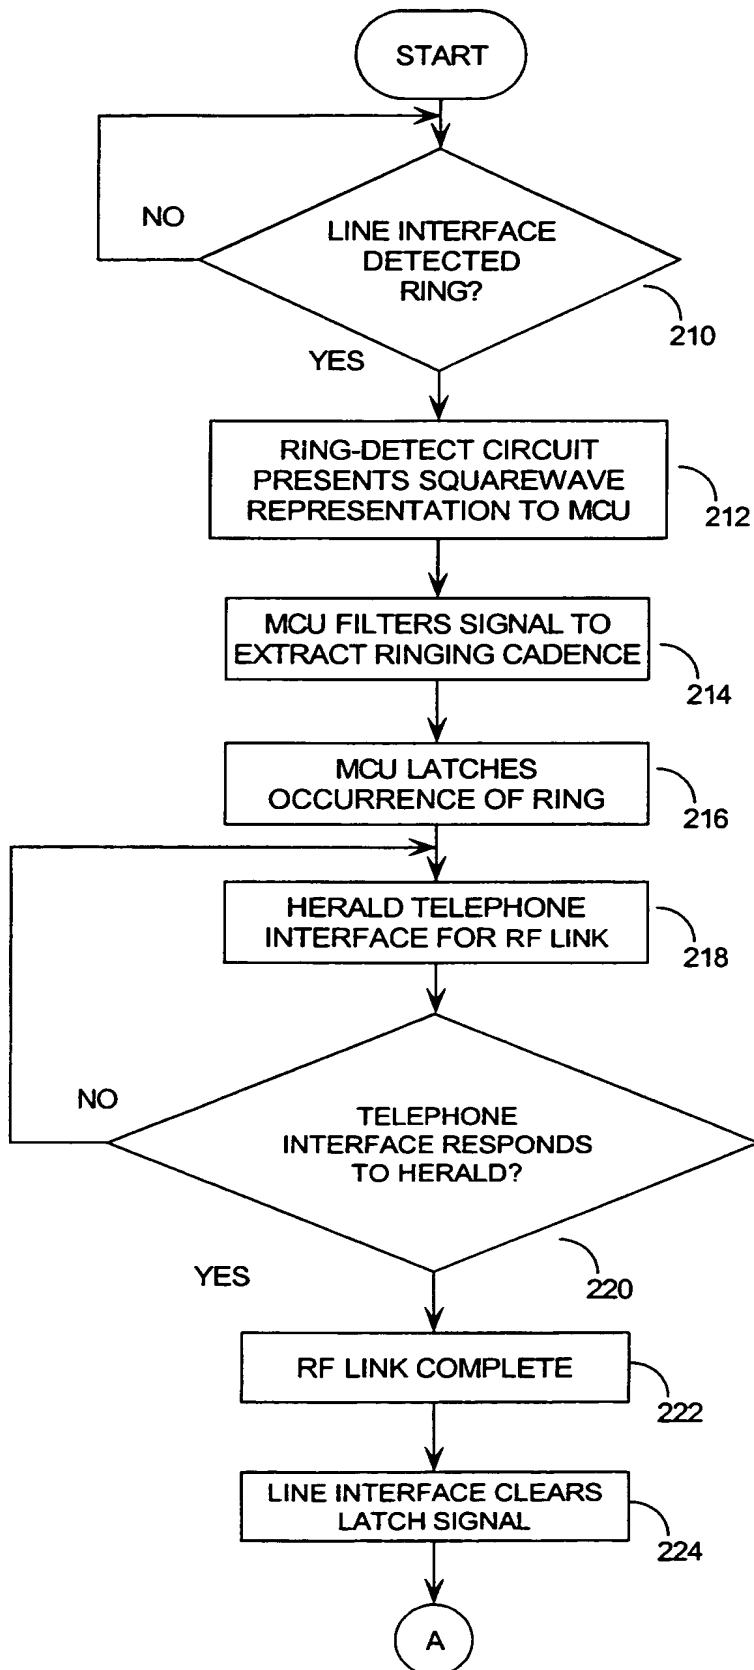 START
NO
LINE INTERFACE
DETECTED
RING?
210
YES
RING-DETECT CIRCUIT
PRESENTS SQUAREWAVE
REPRESENTATION TO MCU
212
MCU FILTERS SIGNAL TO
EXTRACT RINGING CADENCE
214
MCU LATCHES
OCCURRENCE OF RING
216
HERALD TELEPHONE
INTERFACE FOR RF LINK
218
NO
TELEPHONE
INTERFACE RESPONDS
TO HERALD?
220
YES
RF LINK COMPLETE
222
LINE INTERFACE CLEARS
LATCH SIGNAL
224
A